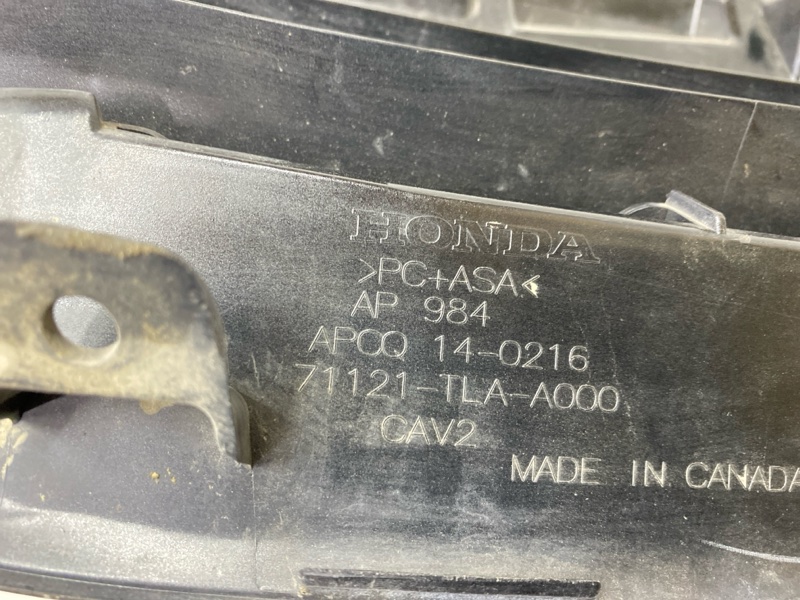 HONDA
>PC+ASA<
AP 984
APCQ 14-0216
71121-TLA-A000
CAV2
MADE IN CANADA